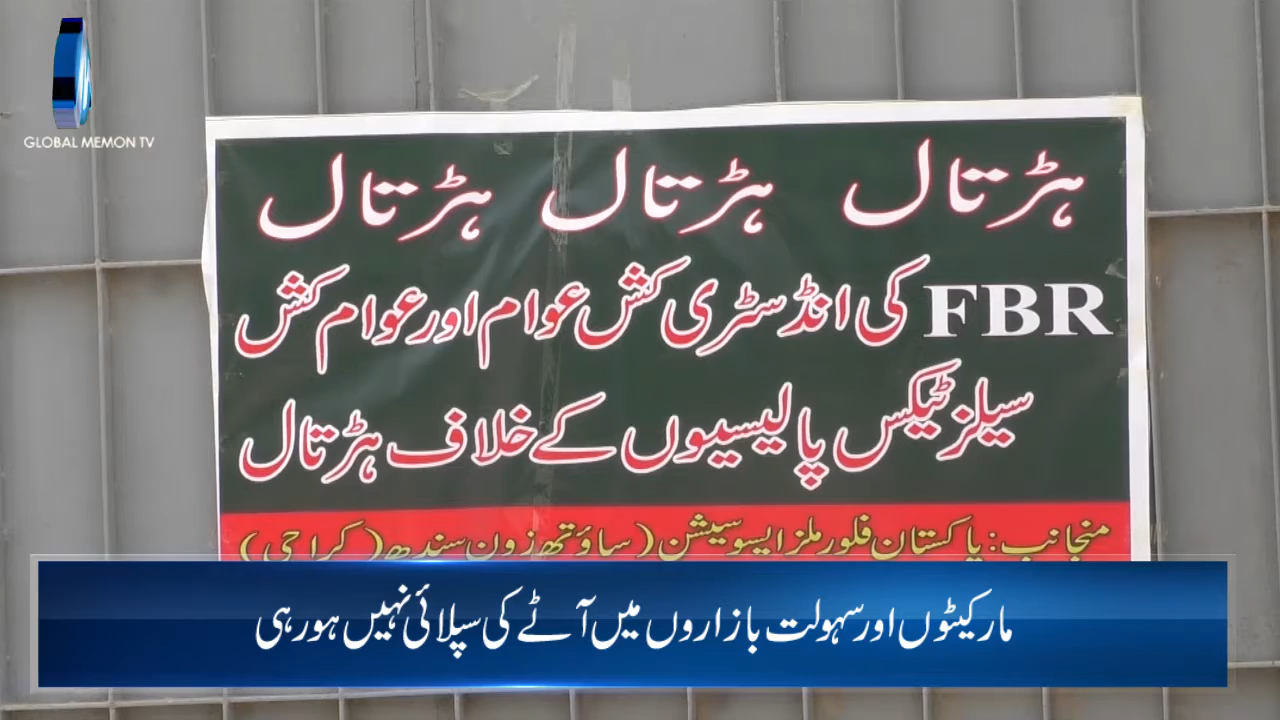 GLOBAL MEMON TV
ہڑتال ہڑتال ہڑتال
FBR کی انڈسٹری کش عوام اور عوام کش
سیلز ٹیکس پالیسیوں کے خلاف ہڑتال
منجانب: پاکستان فلور ملز ایسوسیشن (ساؤتھ زون سندھ (کراچی)
مارکیٹوں اور سہولت بازاروں میں آٹے کی سپلائی نہیں ہو رہی